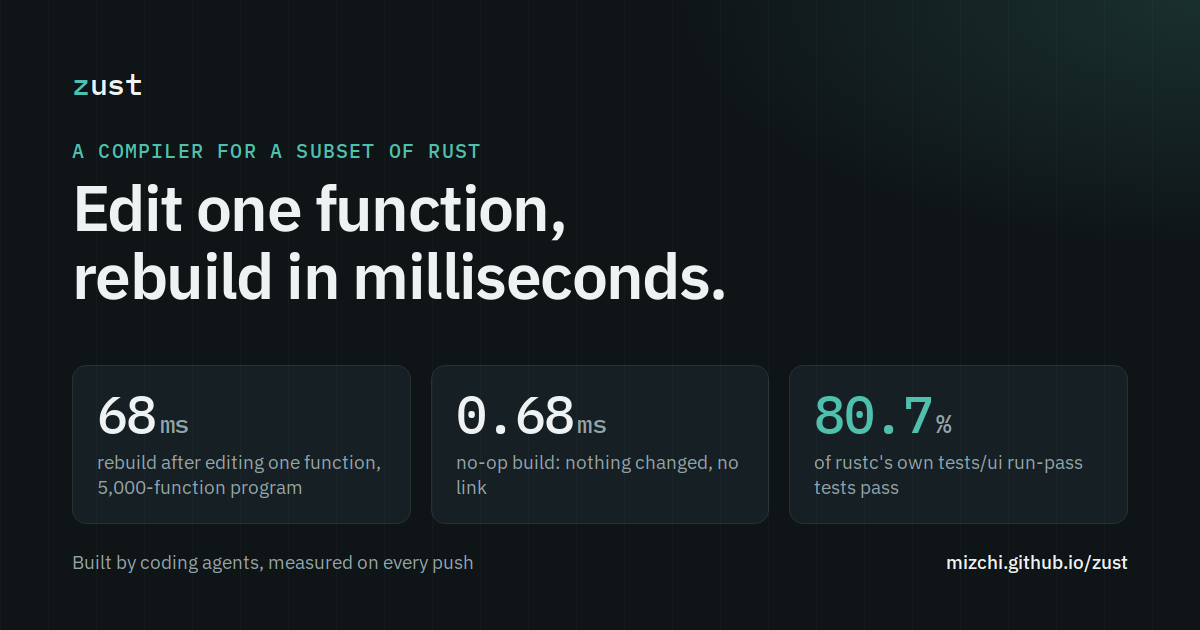 zust
A COMPILER FOR A SUBSET OF RUST
Edit one function,
rebuild in milliseconds.
68ms
rebuild after editing one function,
5,000-function program
0.68ms
no-op build: nothing changed, no
link
80.7%
of rustc's own tests/ui run-pass
tests pass
Built by coding agents, measured on every push
mizchi.github.io/zust